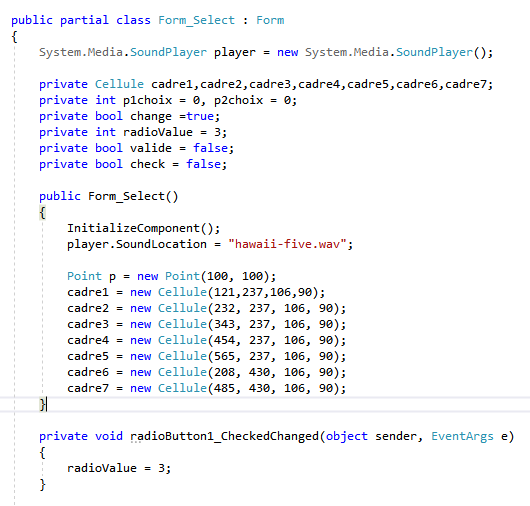 public partial class Form_Select : Form
{
System.Media.SoundPlayer player = new System.Media.SoundPlayer();
private Cellule cadre1,cadre2,cadre3,cadre4,cadre5,cadre6,cadre7;
private int p1choix = 0, p2choix = 0;
private bool change =true;
private int radioValue = 3;
private bool valide = false;
private bool check = false;
public Form_Select()
{
InitializeComponent();
player.SoundLocation = "hawaii-five.wav";
Point p = new Point(100, 100);
cadre1 = new Cellule(121,237,106,90);
cadre2 = new Cellule(232, 237, 106, 90);
cadre3 = new Cellule(343, 237, 106, 90);
cadre4 = new Cellule(454, 237, 106, 90);
cadre5 = new Cellule(565, 237, 106, 90);
cadre6 = new Cellule(208, 430, 106, 90);
cadre7 = new Cellule(485, 430, 106, 90);
}
private void radioButton1_CheckedChanged(object sender, EventArgs e)
{
radioValue = 3;
}